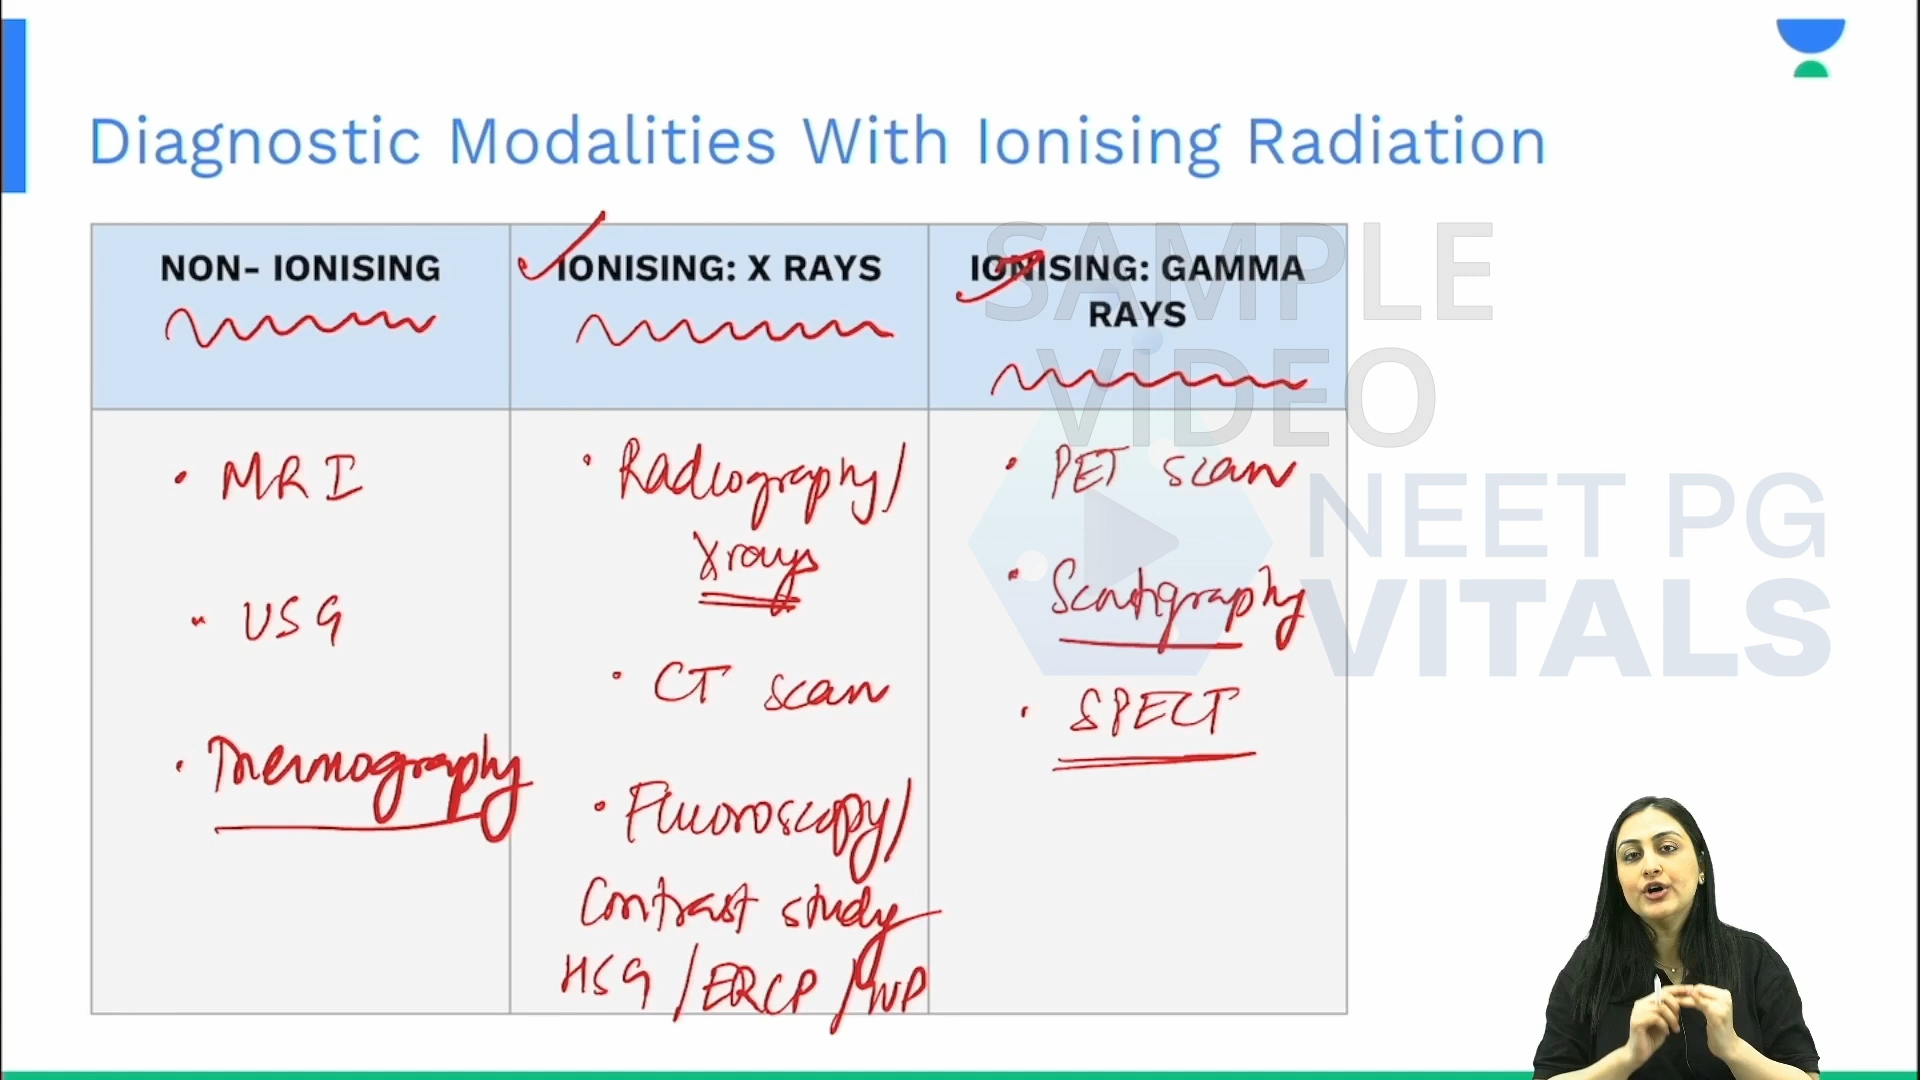 Diagnostic Modalities With Ionising Radiation
NON- IONISING
IONISING: X RAYS
IONISING: GAMMA
RAYS
• MRI
• USG
• Thermography
• Radiography/
Xrays
• CT scan
• Fluoroscopy/
Contrast study
HSG/ERCP/IVP
• PET scan
• Scintigraphy
• SPECT
SAMPLE
VIDEO
NEET PG
VITALS